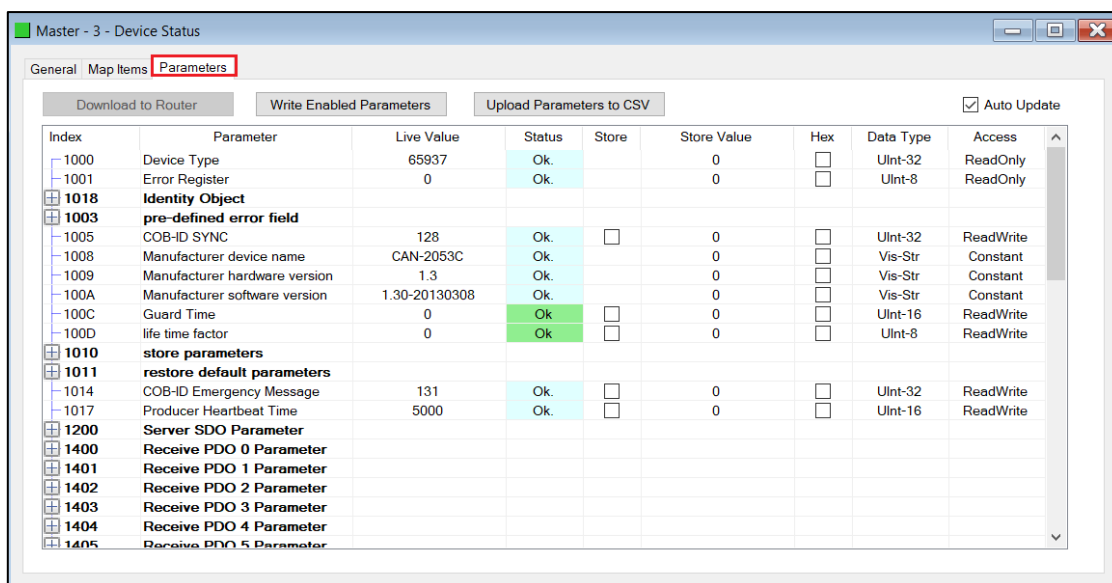 Master - 3 - Device Status
General Map Items Parameters
Download to Router Write Enabled Parameters Upload Parameters to CSV Auto Update
Index Parameter Live Value Status Store Store Value Hex Data Type Access
1000 Device Type 65937 Ok. 0 UInt-32 ReadOnly
1001 Error Register 0 Ok. 0 UInt-8 ReadOnly
1018 Identity Object
1003 pre-defined error field
1005 COB-ID SYNC 128 Ok. 0 UInt-32 ReadWrite
1008 Manufacturer device name CAN-2053C Ok. 0 Vis-Str Constant
1009 Manufacturer hardware version 1.3 Ok. 0 Vis-Str Constant
100A Manufacturer software version 1.30-20130308 Ok. 0 Vis-Str Constant
100C Guard Time 0 Ok 0 UInt-16 ReadWrite
100D life time factor 0 Ok 0 UInt-8 ReadWrite
1010 store parameters
1011 restore default parameters
1014 COB-ID Emergency Message 131 Ok. 0 UInt-32 ReadWrite
1017 Producer Heartbeat Time 5000 Ok. 0 UInt-16 ReadWrite
1200 Server SDO Parameter
1400 Receive PDO 0 Parameter
1401 Receive PDO 1 Parameter
1402 Receive PDO 2 Parameter
1403 Receive PDO 3 Parameter
1404 Receive PDO 4 Parameter
1405 Receive PDO 5 Parameter